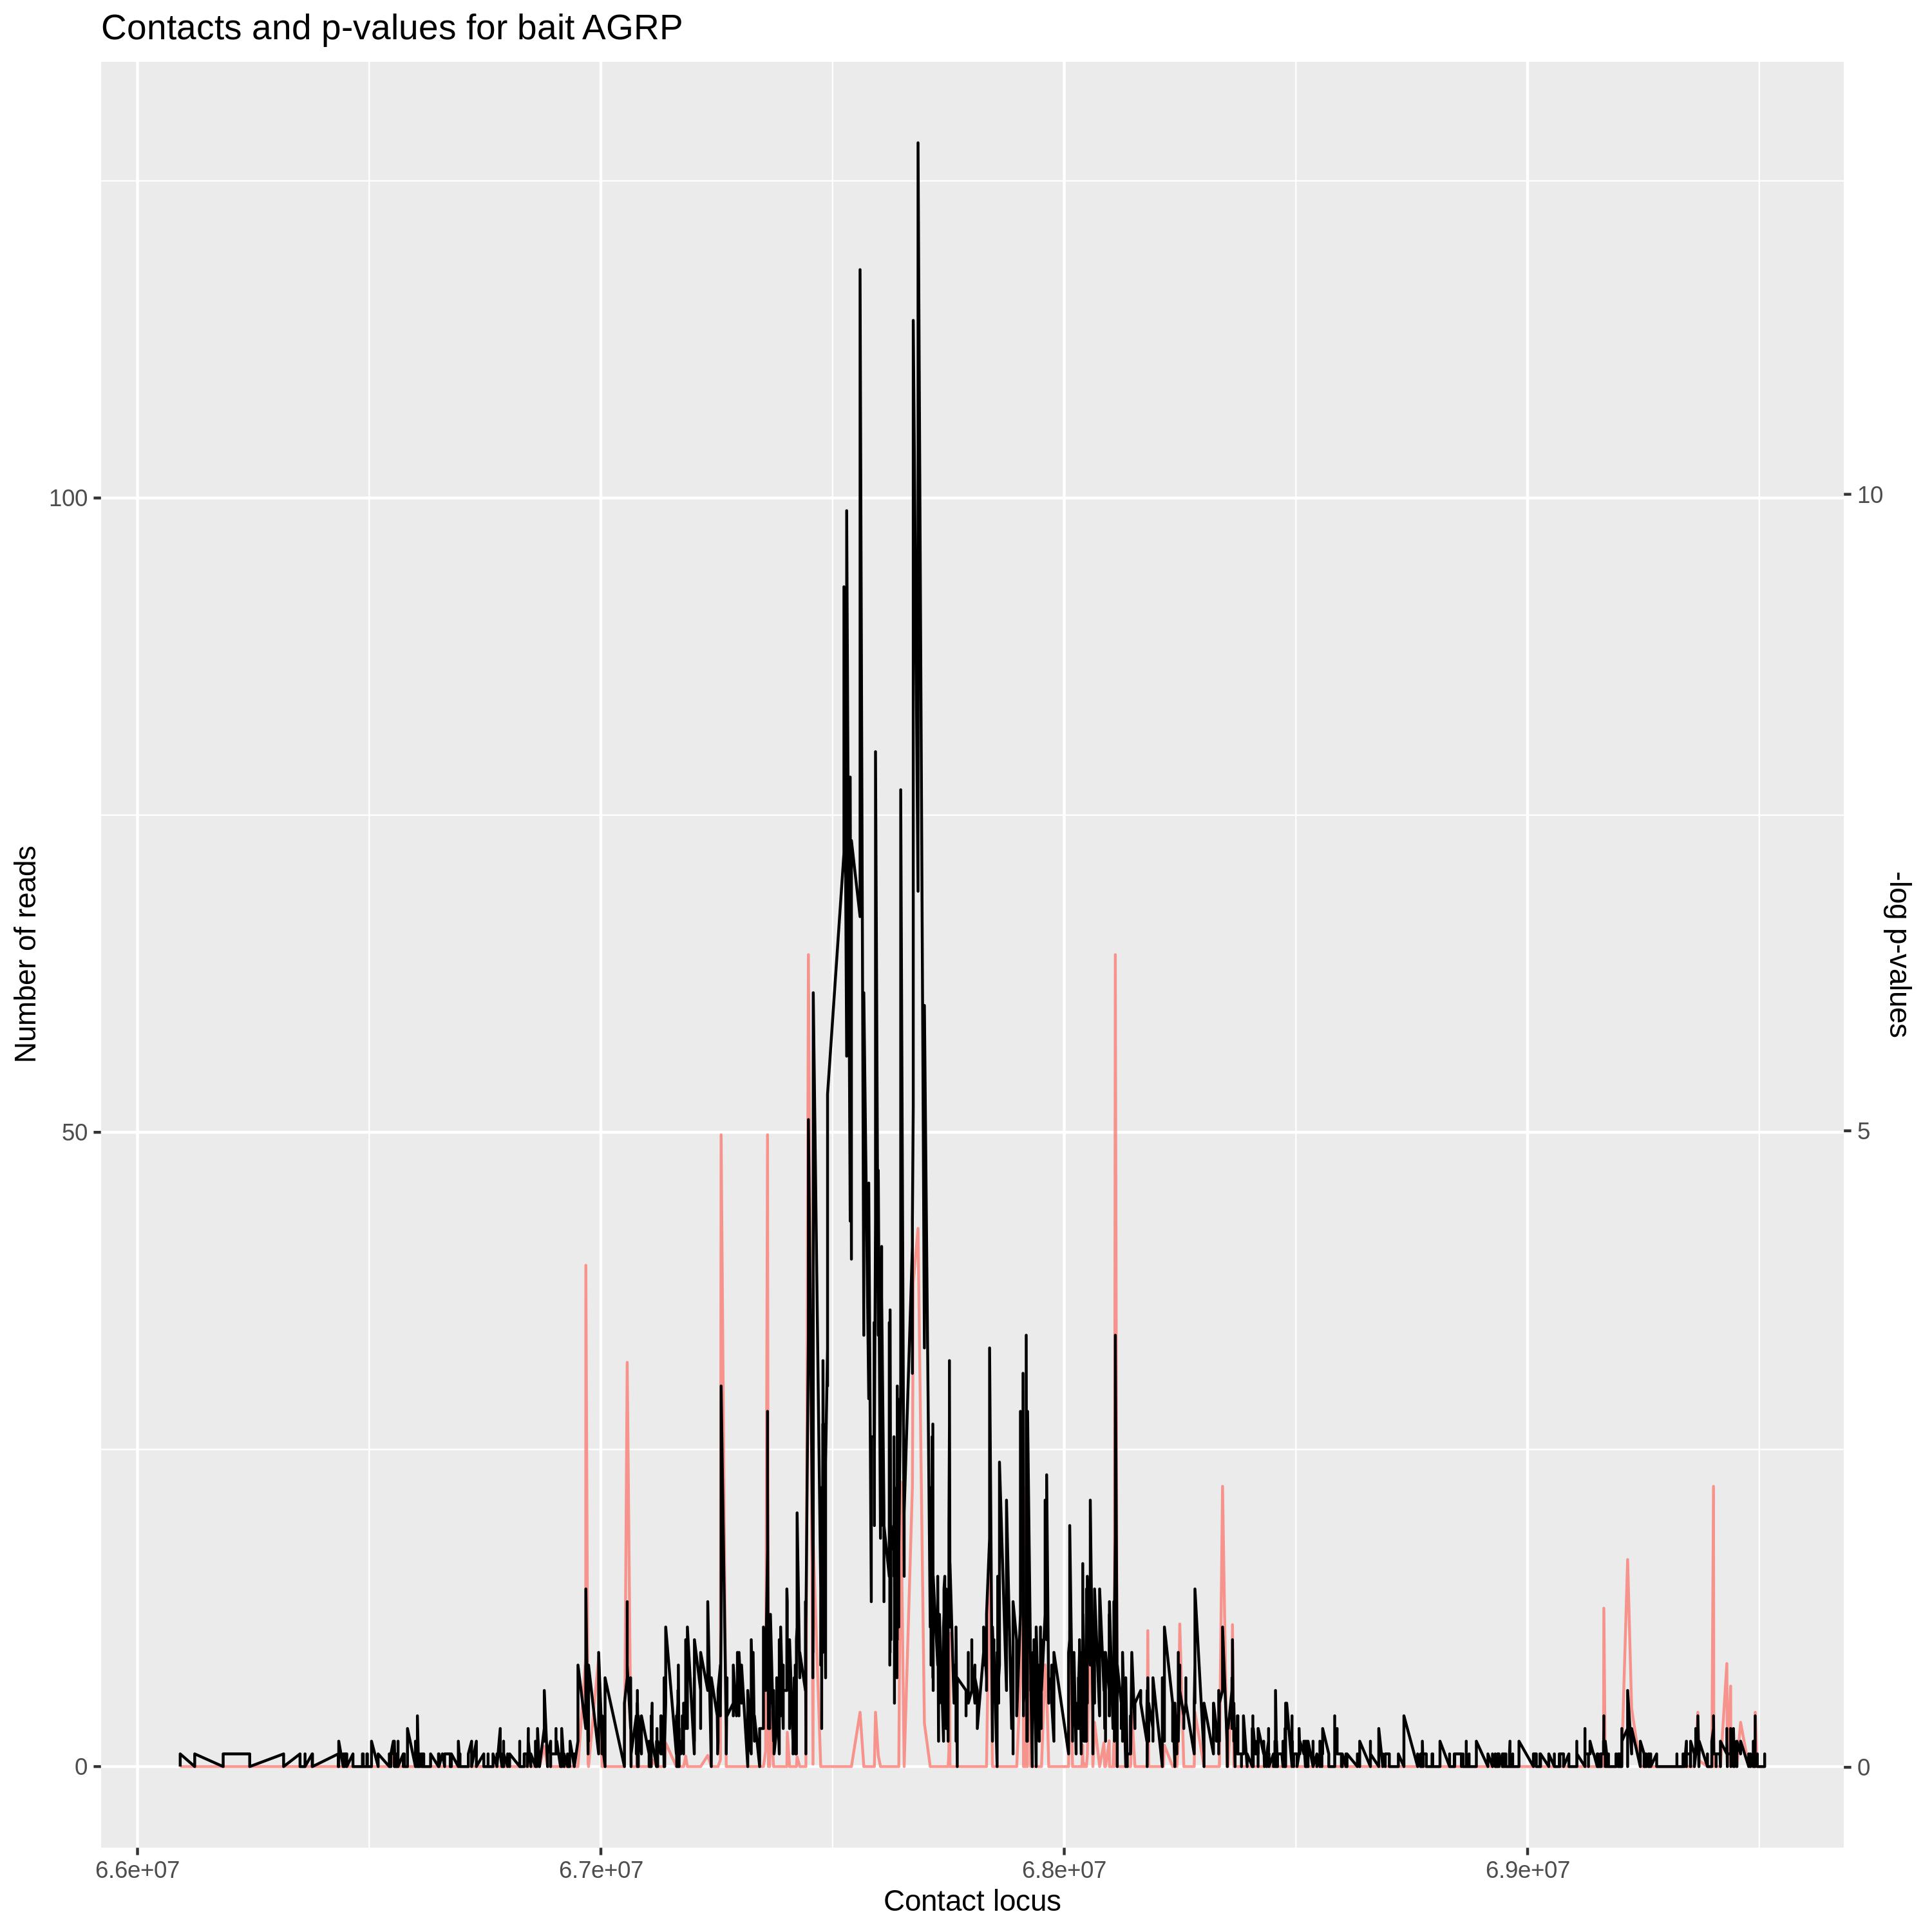 Contacts and p-values for bait AGRP
100
50
0
Number of reads
10
5
0
-log p-values
6.6e+07
6.7e+07
6.8e+07
6.9e+07
Contact locus